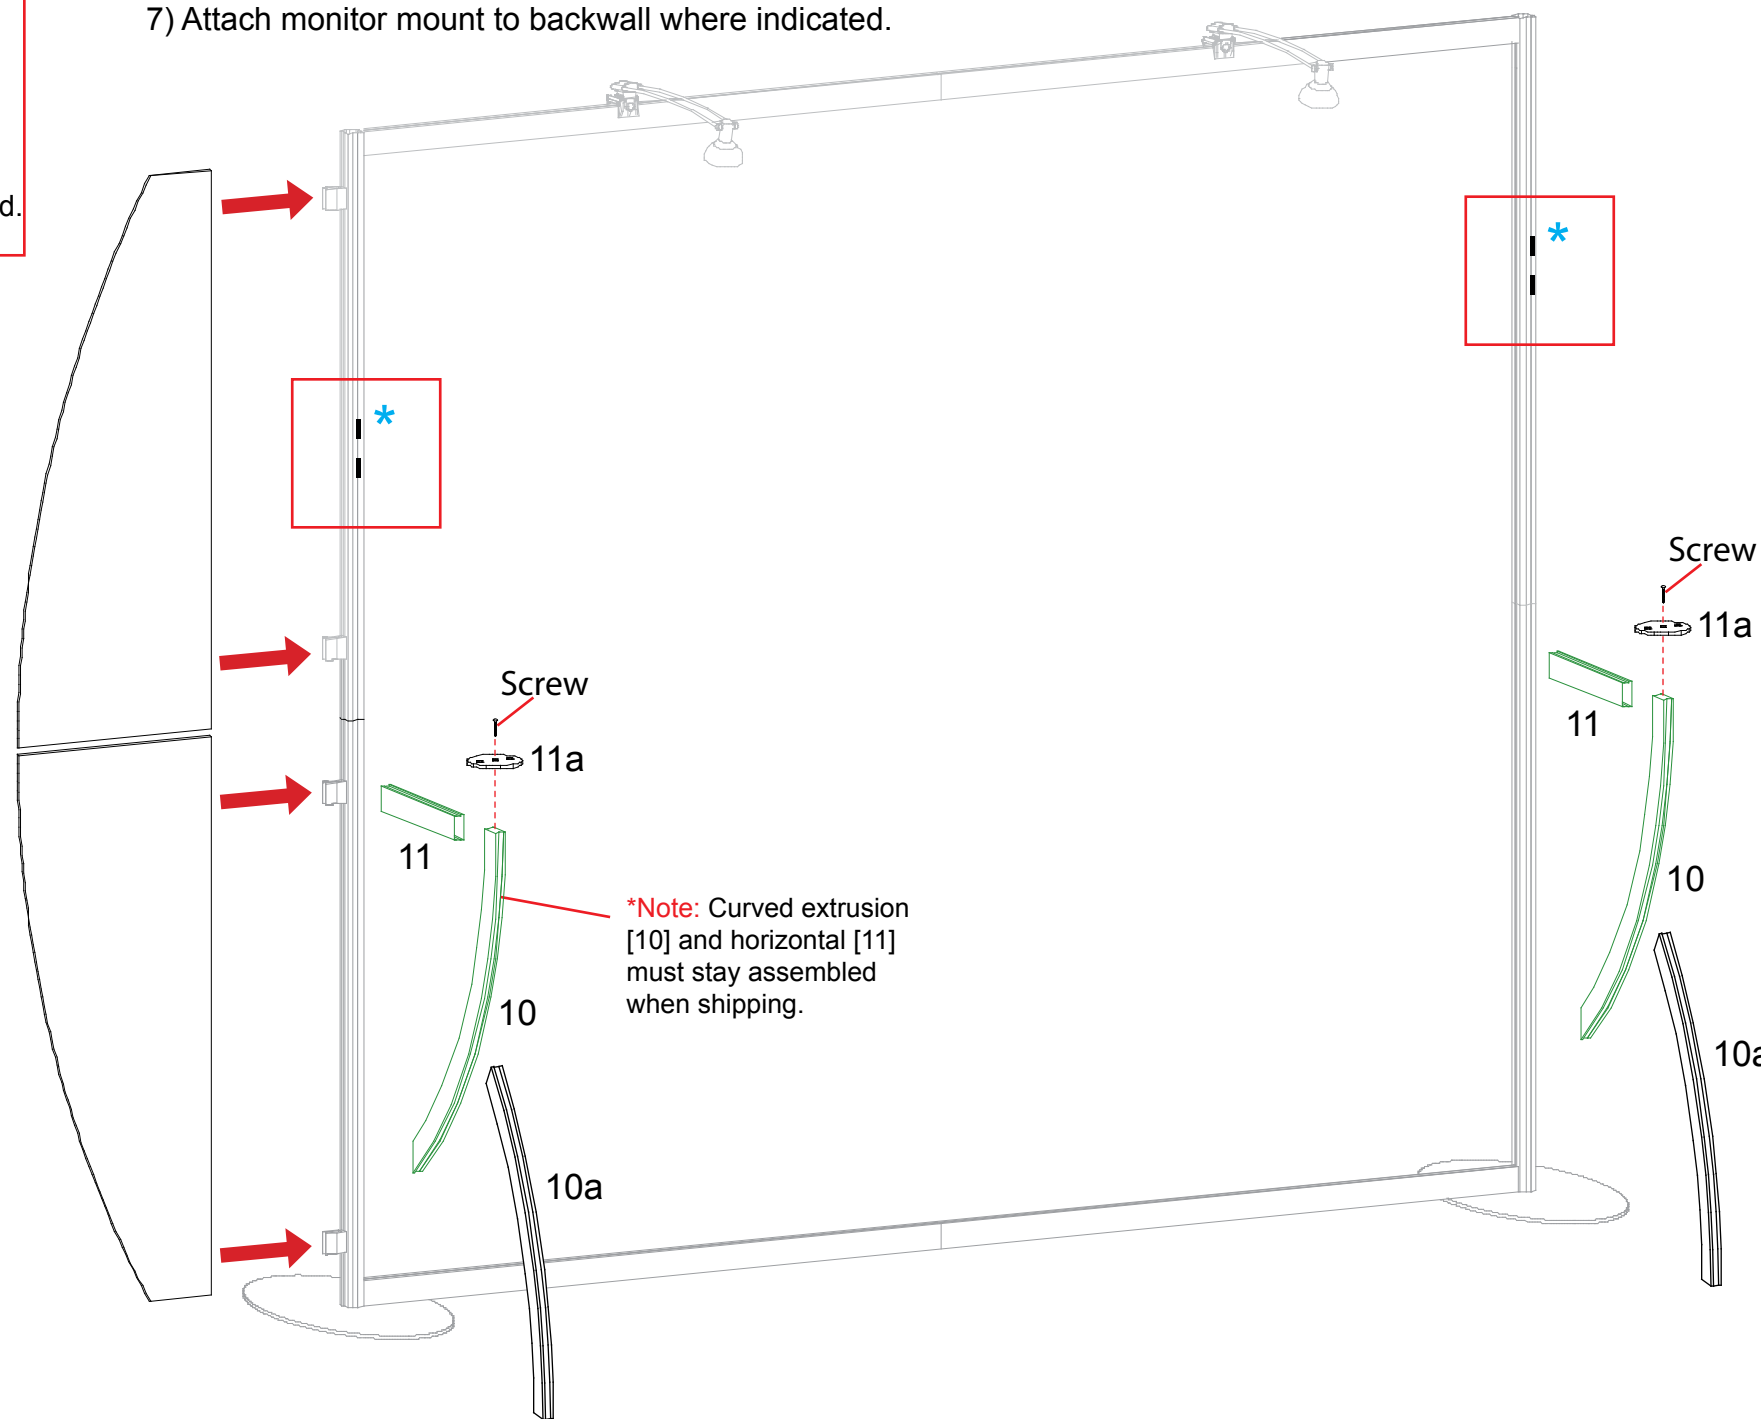 7) Attach monitor mount to backwall where indicated.
d.
*
*
Screw
11a
11
10
10a
Screw
11a
11
*Note: Curved extrusion
[10] and horizontal [11]
must stay assembled
when shipping.
10
10a